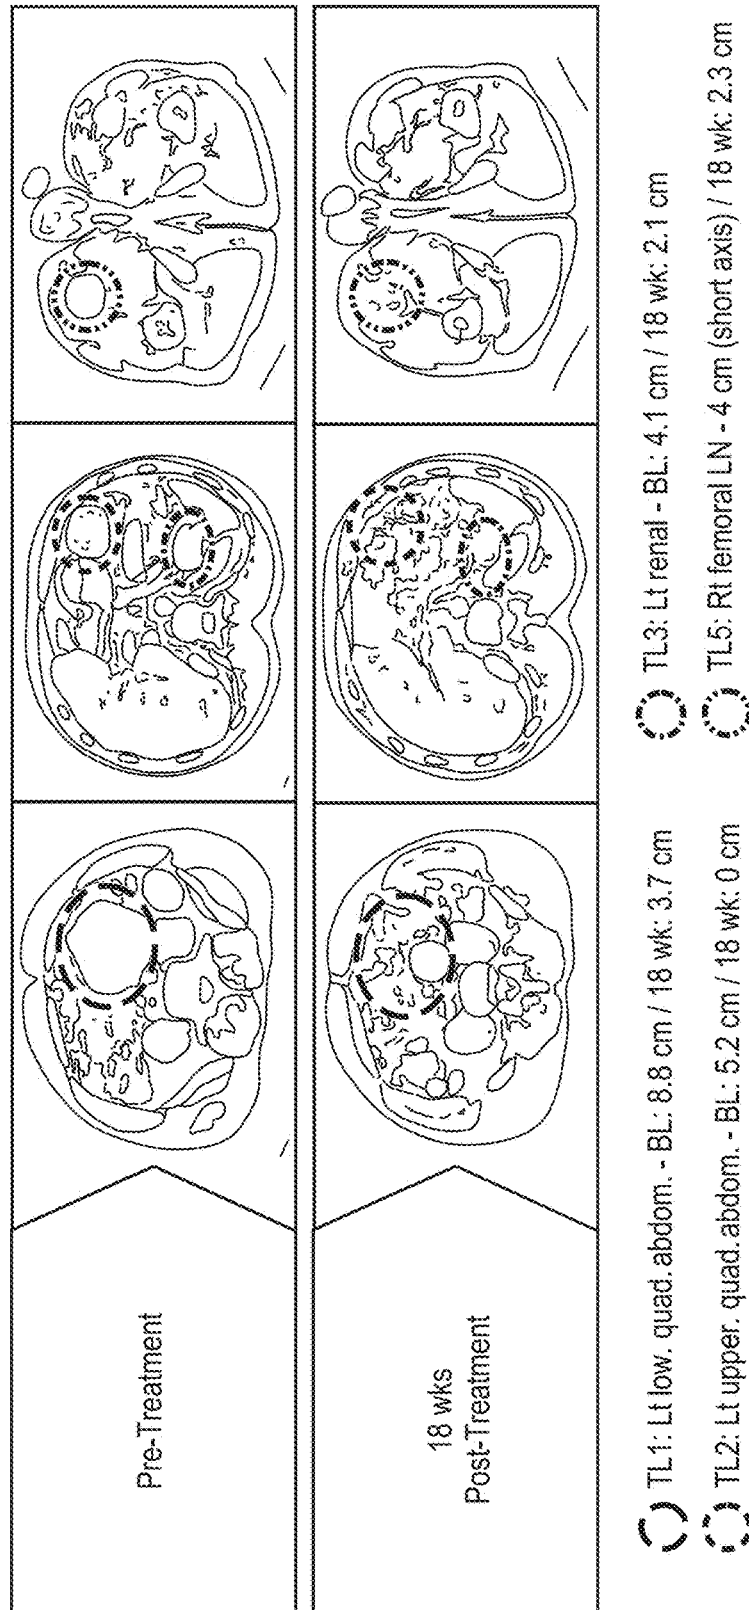 Pre-Treatment
18 wks
Post-Treatment
TL1: Lt low. quad. abdom. - BL: 8.8 cm / 18 wk: 3.7 cm
TL2: Lt upper. quad. abdom. - BL: 5.2 cm / 18 wk: 0 cm
TL3: Lt renal - BL: 4.1 cm / 18 wk: 2.1 cm
TL5: Rt femoral LN - 4 cm (short axis) / 18 wk: 2.3 cm